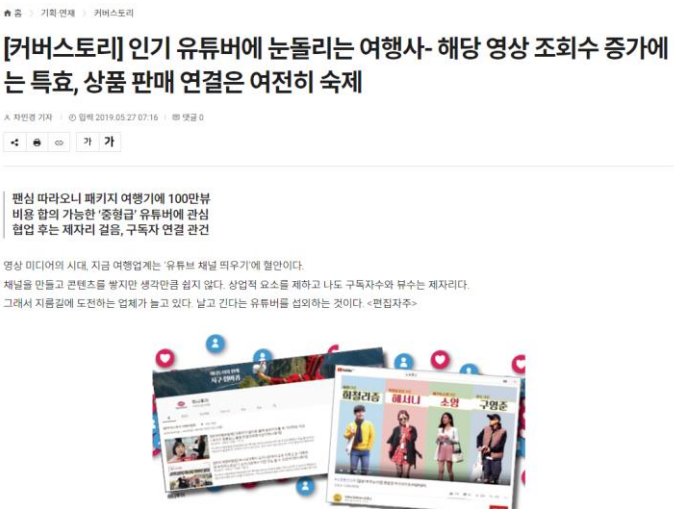 홈 > 기획·연재 > 커버스토리
[커버스토리] 인기 유튜버에 눈돌리는 여행사- 해당 영상 조회수 증가에
는 특효, 상품 판매 연결은 여전히 숙제
차민경 기자 | 입력 2019.05.27 07:16 | 댓글 0
가 가
팬심 따라오니 패키지 여행기에 100만뷰
비용 합의 가능한 ‘중형급’ 유튜버에 관심
협업 후는 제자리 걸음, 구독자 연결 관건
영상 미디어의 시대, 지금 여행업계는 ‘유튜브 채널 띄우기’에 혈안이다.
채널을 만들고 콘텐츠를 쌓지만 생각만큼 쉽지 않다. 상업적 요소를 제하고 나도 구독자수와 뷰수는 제자리다.
그래서 지름길에 도전하는 업체가 늘고 있다. 날고 긴다는 유튜버를 섭외하는 것이다. <편집자주>
허철리즘
해서니
소영
구영준